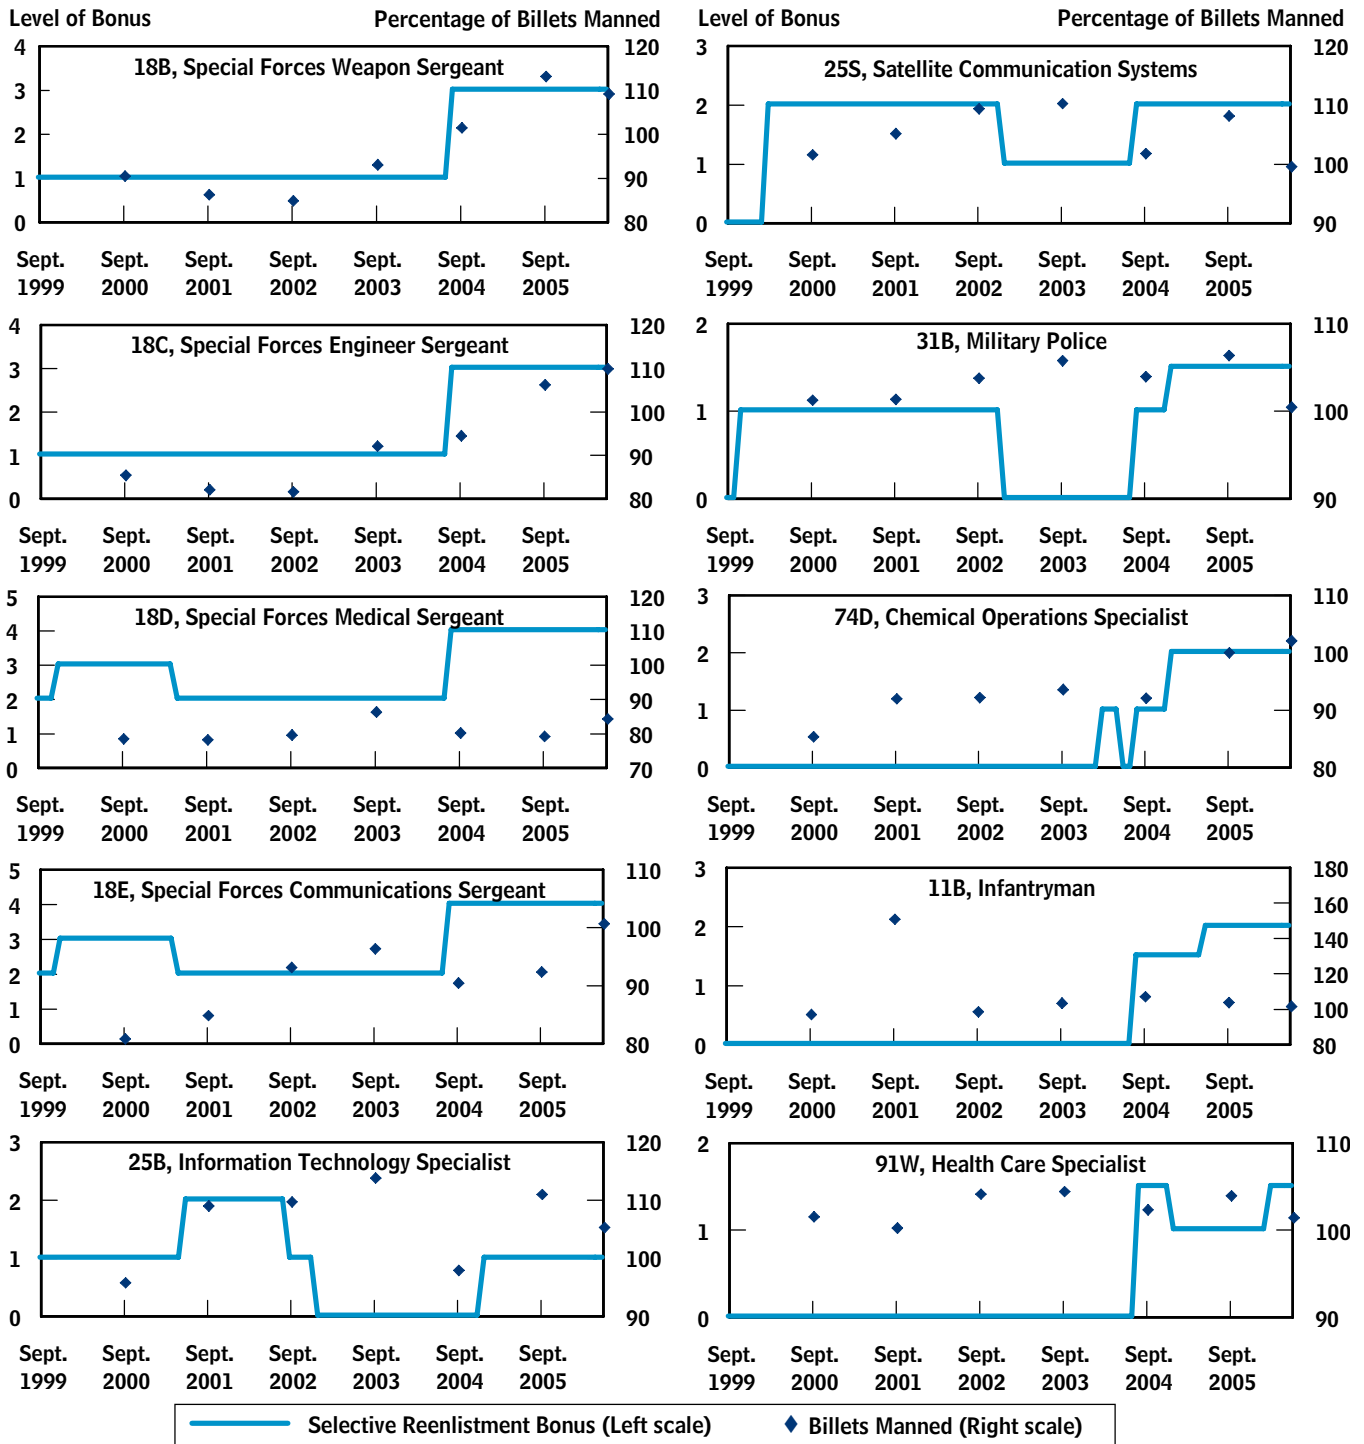 Level of Bonus Percentage of Billets Manned
18B, Special Forces Weapon Sergeant
4 120
3 110
2 100
1 90
0 80
Sept. Sept. Sept. Sept. Sept. Sept. Sept.
1999 2000 2001 2002 2003 2004 2005
18C, Special Forces Engineer Sergeant
4 120
3 110
2 100
1 90
0 80
Sept. Sept. Sept. Sept. Sept. Sept. Sept.
1999 2000 2001 2002 2003 2004 2005
18D, Special Forces Medical Sergeant
5 120
4 110
3 100
2 90
1 80
0 70
Sept. Sept. Sept. Sept. Sept. Sept. Sept.
1999 2000 2001 2002 2003 2004 2005
18E, Special Forces Communications Sergeant
5 110
4
3 100
2 90
1
0 80
Sept. Sept. Sept. Sept. Sept. Sept. Sept.
1999 2000 2001 2002 2003 2004 2005
25B, Information Technology Specialist
3 120
2 110
1 100
0 90
Sept. Sept. Sept. Sept. Sept. Sept. Sept.
1999 2000 2001 2002 2003 2004 2005
Level of Bonus Percentage of Billets Manned
25S, Satellite Communication Systems
3 120
2 110
1 100
0 90
Sept. Sept. Sept. Sept. Sept. Sept. Sept.
1999 2000 2001 2002 2003 2004 2005
31B, Military Police
2 110
1 100
0 90
Sept. Sept. Sept. Sept. Sept. Sept. Sept.
1999 2000 2001 2002 2003 2004 2005
74D, Chemical Operations Specialist
3 110
2 100
1 90
0 80
Sept. Sept. Sept. Sept. Sept. Sept. Sept.
1999 2000 2001 2002 2003 2004 2005
11B, Infantryman
3 180
160
2 140
120
1 100
0 80
Sept. Sept. Sept. Sept. Sept. Sept. Sept.
1999 2000 2001 2002 2003 2004 2005
91W, Health Care Specialist
2 110
1 100
0 90
Sept. Sept. Sept. Sept. Sept. Sept. Sept.
1999 2000 2001 2002 2003 2004 2005
Selective Reenlistment Bonus (Left scale) Billets Manned (Right scale)